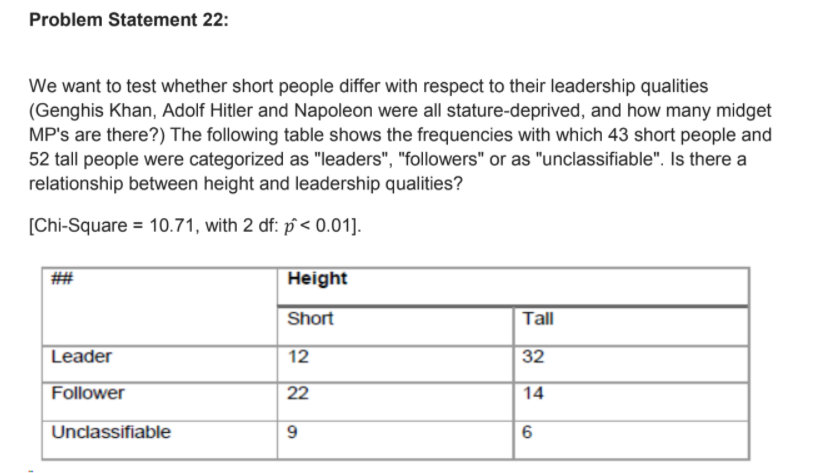 Problem Statement 22:
We want to test whether short people differ with respect to their leadership qualities
(Genghis Khan, Adolf Hitler and Napoleon were all stature-deprived, and how many midget
MP's are there?) The following table shows the frequencies with which 43 short people and
52 tall people were categorized as "leaders", "followers" or as "unclassifiable". Is there a
relationship between height and leadership qualities?
[Chi-Square = 10.71, with 2 df: p̂ < 0.01].
## Height
Short Tall
Leader 12 32
Follower 22 14
Unclassifiable 9 6